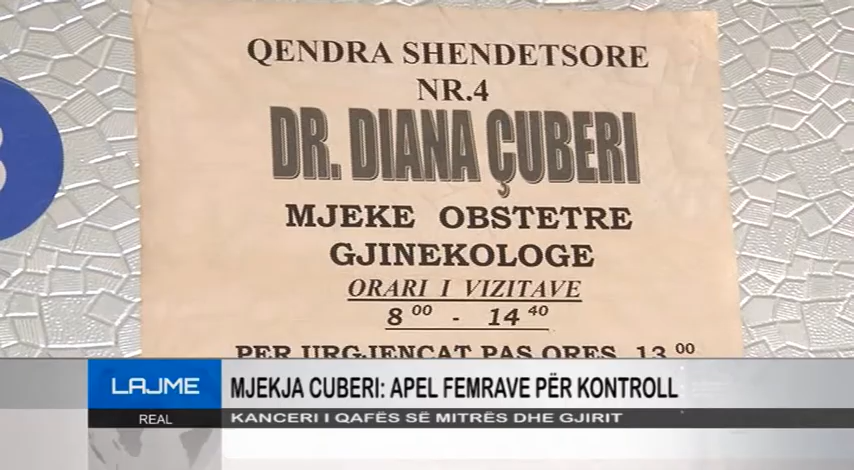 QENDRA SHENDETSORE
NR.4
DR. DIANA ÇUBERI
MJEKE OBSTETRE
GJINEKOLOGE
ORARI I VIZITAVE
8 00 - 14 40
PER URGJENCAT PAS ORES 13 00
LAJME
MJEKJA CUBERI: APEL FEMRAVE PËR KONTROLL
REAL
KANCERI I QAFËS SË MITRËS DHE GJIRIT